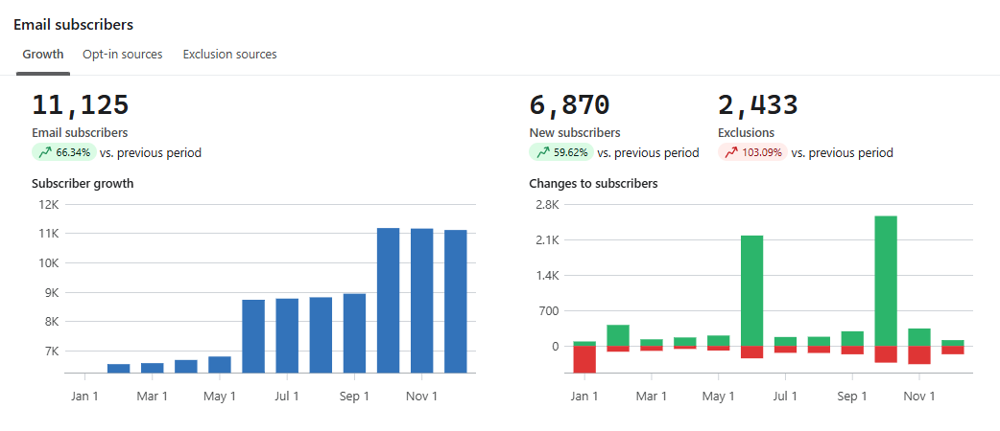 Email subscribers
Growth Opt-in sources Exclusion sources
11,125
Email subscribers
66.34% vs. previous period
Subscriber growth
12K
11K
10K
9K
8K
7K
Jan 1 Mar 1 May 1 Jul 1 Sep 1 Nov 1
6,870
New subscribers
59.62% vs. previous period
2,433
Exclusions
103.09% vs. previous period
Changes to subscribers
2.8K
2.1K
1.4K
700
0
Jan 1 Mar 1 May 1 Jul 1 Sep 1 Nov 1